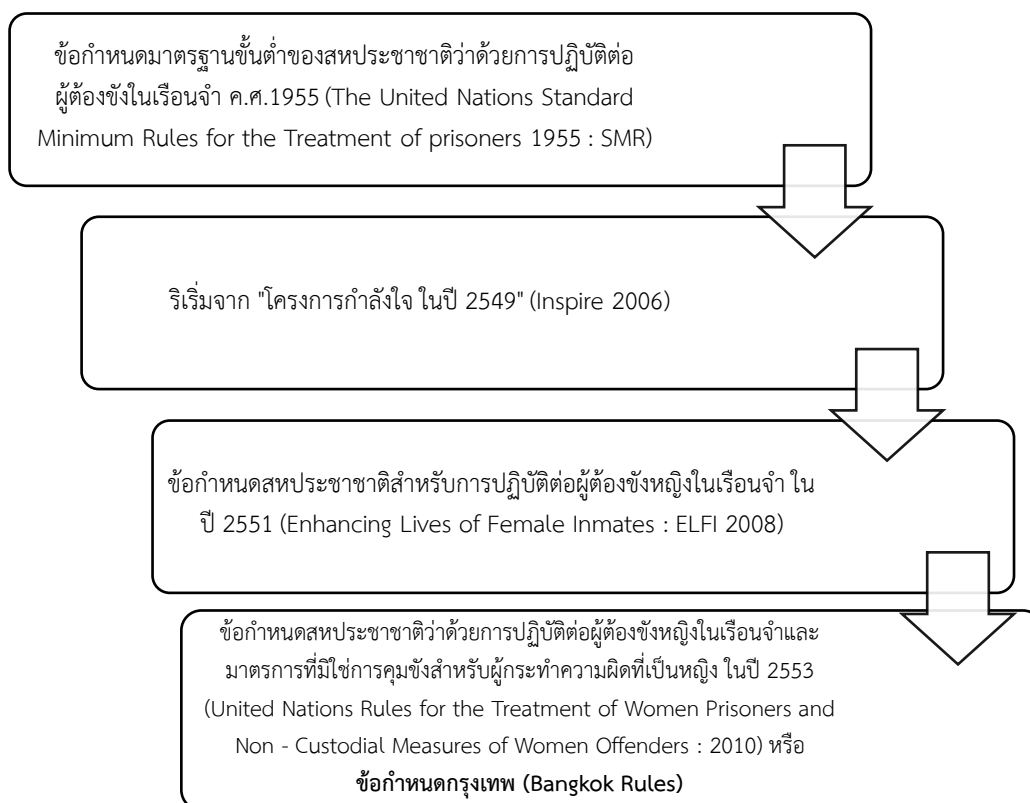 ข้อกำหนดมาตรฐานขั้นต่ำของสหประชาชาติว่าด้วยการปฏิบัติต่อ
ผู้ต้องขังในเรือนจำ ค.ศ.1955 (The United Nations Standard
Minimum Rules for the Treatment of prisoners 1955 : SMR)
ริเริ่มจาก "โครงการกำลังใจ ในปี 2549" (Inspire 2006)
ข้อกำหนดสหประชาชาติสำหรับการปฏิบัติต่อผู้ต้องขังหญิงในเรือนจำ ใน
ปี 2551 (Enhancing Lives of Female Inmates : ELFI 2008)
ข้อกำหนดสหประชาชาติว่าด้วยการปฏิบัติต่อผู้ต้องขังหญิงในเรือนจำและ
มาตรการที่มิใช่การคุมขังสำหรับผู้กระทำความผิดที่เป็นหญิง ในปี 2553
(United Nations Rules for the Treatment of Women Prisoners and
Non - Custodial Measures of Women Offenders : 2010) หรือ
ข้อกำหนดกรุงเทพ (Bangkok Rules)